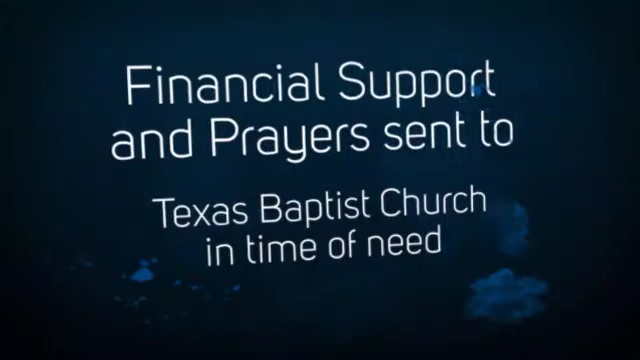 Financial Support
and Prayers sent to
Texas Baptist Church
in time of need